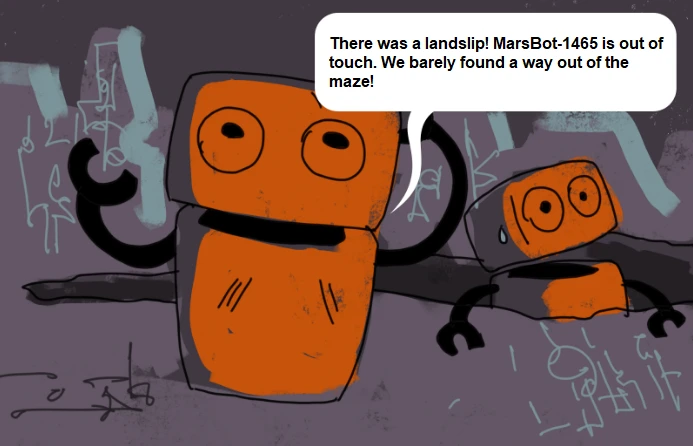 There was a landslip! MarsBot-1465 is out of
touch. We barely found a way out of the
maze!